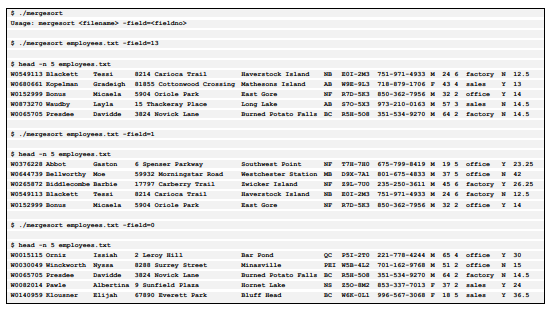 $ ./mergesort
Usage: mergesort <filename> -field=<fieldno>
$ ./mergesort employees.txt -field=13
$ head -n 5 employees.txt
W0549113 Blackett Tessi 8214 Carioca Trail Haverstock Island NB E0I-2M3 751-971-4933 M 24 6 factory N 12.5
W0680661 Kopelman Gradeigh 81855 Cottonwood Crossing Mathesons Island AB W9E-9L3 718-879-1706 F 43 4 sales Y 13
W0152999 Bonus Micaela 5904 Oriole Park East Gore NF R7D-5K3 850-362-7956 M 32 2 office Y 14
W0873270 Waudby Layla 15 Thackeray Place Long Lake AB S7O-5X3 973-210-0163 M 57 3 sales N 14.5
W0065705 Presdee Davidde 3824 Novick Lane Burned Potato Falls BC R5H-508 351-534-9270 M 64 2 factory N 14.5
$ ./mergesort employees.txt -field=1
$ head -n 5 employees.txt
W0376228 Abbot Gaston 6 Spenser Parkway Southwest Point NF T7H-7H0 675-799-8419 M 19 5 office Y 23.25
W0644739 Bellworthy Moe 59932 Morningstar Road Westchester Station MB D9X-7A1 801-675-4833 M 37 5 office N 42
W0265872 Biddlecombe Barbie 17797 Carberry Trail Swicker Island NF E9L-7U0 235-250-3611 M 45 6 factory Y 26.25
W0549113 Blackett Tessi 8214 Carioca Trail Haverstock Island NB E0I-2M3 751-971-4933 M 24 6 factory N 12.5
W0152999 Bonus Micaela 5904 Oriole Park East Gore NF R7D-5K3 850-362-7956 M 32 2 office Y 14
$ ./mergesort employees.txt -field=0
$ head -n 5 employees.txt
W0015115 Orniz Issiah 2 Leroy Hill Bar Pond QC P5I-2T0 221-778-4244 M 65 4 office Y 30
W0030049 Winckworth Nyssa 8288 Surrey Street Minasville PEI W5B-4L2 701-162-9768 M 51 2 office N 15
W0065705 Presdee Davidde 3824 Novick Lane Burned Potato Falls BC R5H-508 351-534-9270 M 64 2 factory N 14.5
W0082014 Pawle Albertina 9 Sunfield Plaza Hornet Lake NS Z5O-8M2 853-337-7013 F 37 2 sales Y 24
W0140959 Klousner Elijah 67890 Everett Park Bluff Head BC W6K-0L1 996-567-3068 F 18 5 sales Y 36.5